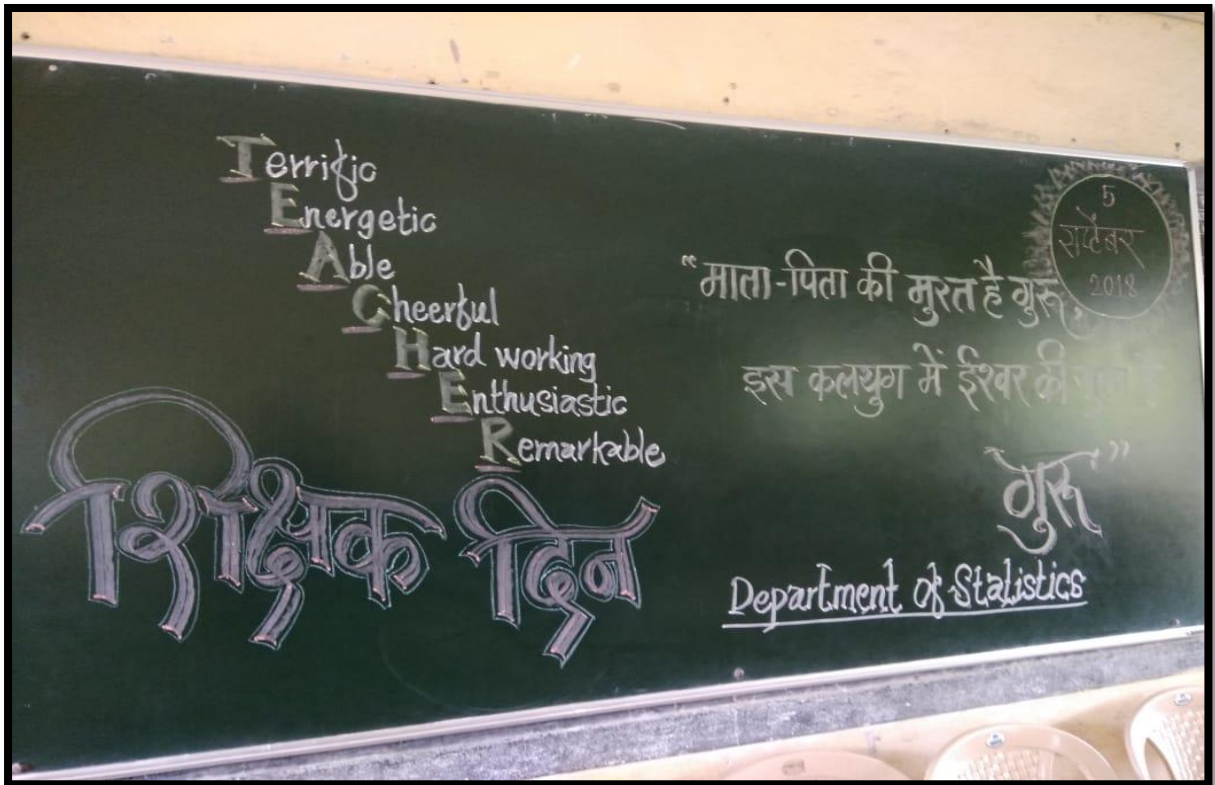 Terrific
Energetic
Able
Cheerful
Hard working
Enthusiastic
Remarkable
शिक्षक दिन
5
सप्टेंबर
2018
“माता-पिता की मुरत है गुरू,
इस कलयुग में ईश्वर की
गुरू”
Department of Statistics